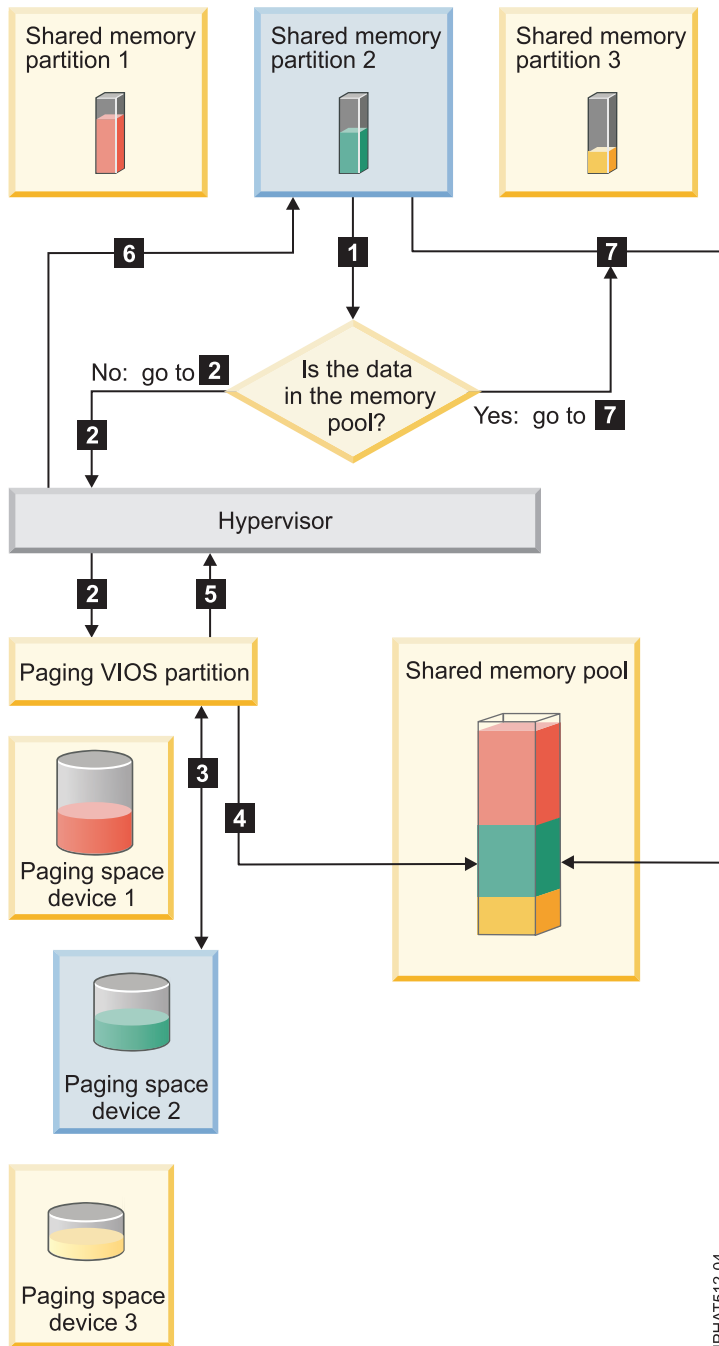 Shared memory
partition 1
Shared memory
partition 2
Shared memory
partition 3
6
1
7
Is the data
in the memory
pool?
No: go to 2
Yes: go to 7
2
Hypervisor
2
5
Paging VIOS partition
Shared memory pool
3
4
Paging space
device 1
Paging space
device 2
Paging space
device 3